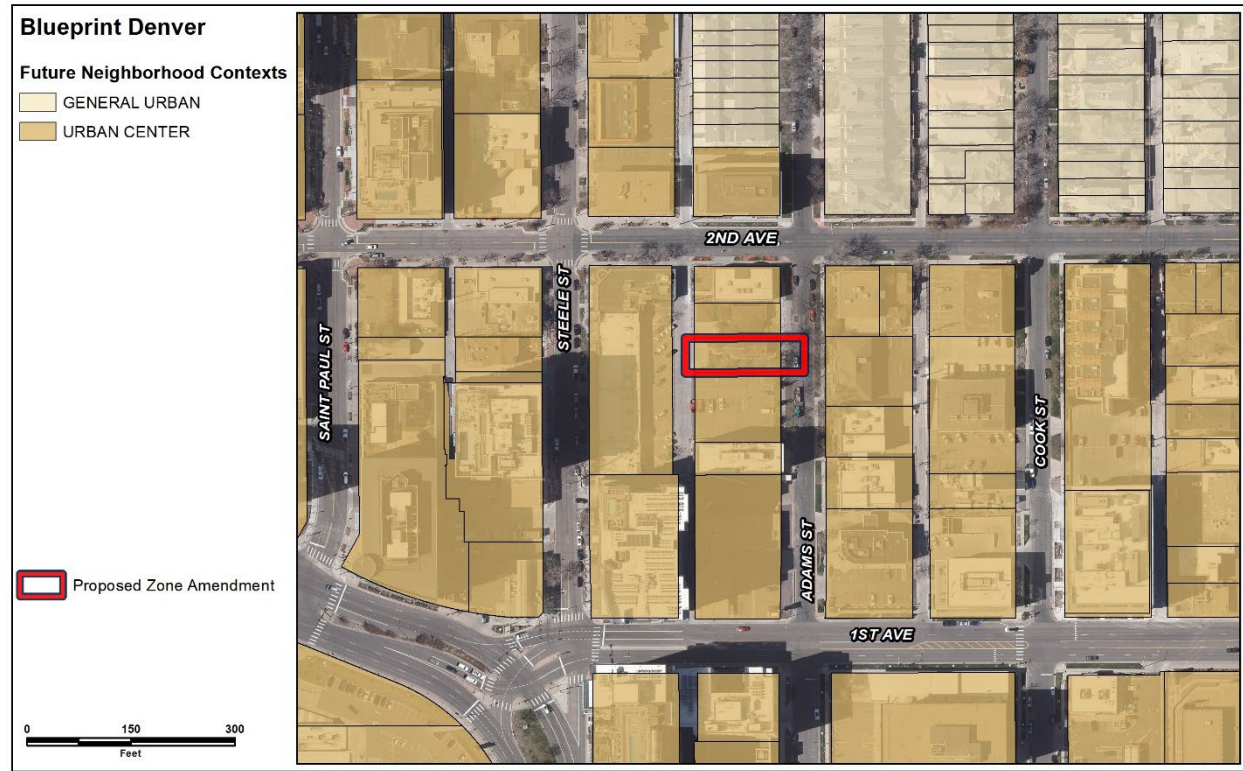 Blueprint Denver
Future Neighborhood Contexts
GENERAL URBAN
URBAN CENTER
2ND AVE
SAINT PAUL ST
STEELE ST
ADAMS ST
COOK ST
1ST AVE
Proposed Zone Amendment
0 150 300
Feet